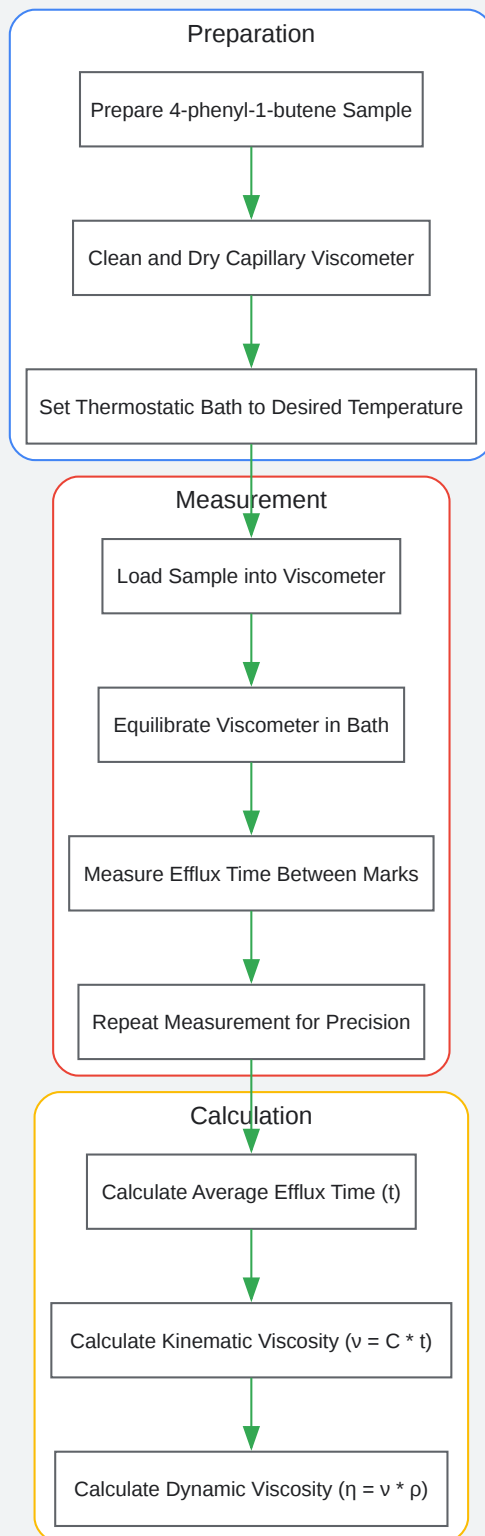 Preparation
Prepare 4-phenyl-1-butene Sample
Clean and Dry Capillary Viscometer
Set Thermostatic Bath to Desired Temperature
Measurement
Load Sample into Viscometer
Equilibrate Viscometer in Bath
Measure Efflux Time Between Marks
Repeat Measurement for Precision
Calculation
Calculate Average Efflux Time (t)
Calculate Kinematic Viscosity (ν = C * t)
Calculate Dynamic Viscosity (η = ν * ρ)